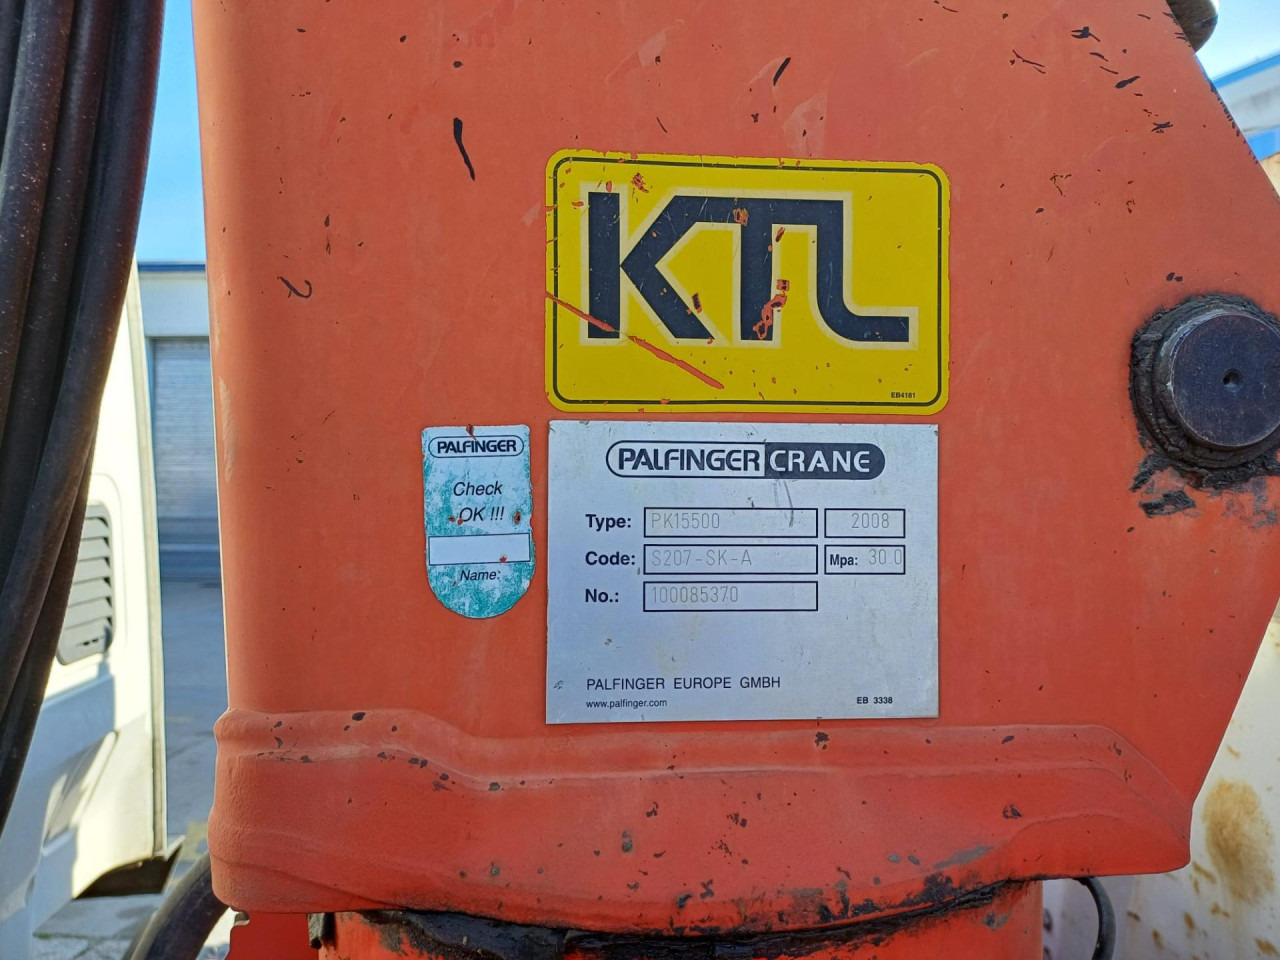 KTL
EB4181
PALFINGER
Check
OK !!!
Name:
PALFINGER CRANE
Type: PK15500 2008
Code: S207-SK-A Mpa: 30.0
No.: 100085370
PALFINGER EUROPE GMBH
www.palfinger.com EB 3338